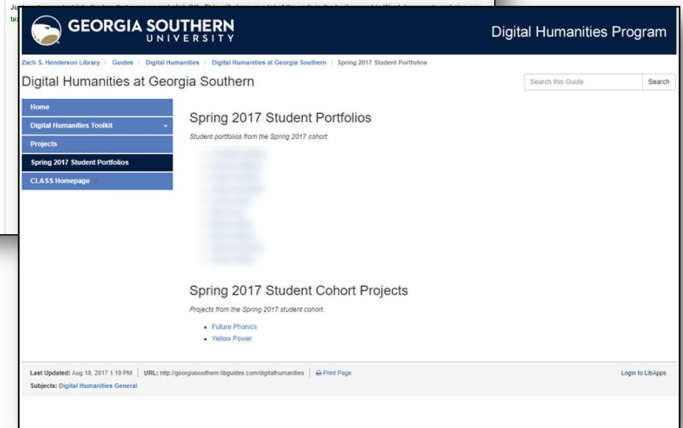 GEORGIA SOUTHERN
UNIVERSITY
Digital Humanities Program
Zach S. Henderson Library / Guides / Digital Humanities / Digital Humanities at Georgia Southern / Spring 2017 Student Portfolios
Digital Humanities at Georgia Southern
Search this Guide
Search
Home
Digital Humanities Toolkit
Projects
Spring 2017 Student Portfolios
CLASS Homepage
Spring 2017 Student Portfolios
Student portfolios from the Spring 2017 cohort.
Spring 2017 Student Cohort Projects
Projects from the Spring 2017 student cohort.
Future Phonics
Yellow Power
Last Updated: Aug 18, 2017 1:19 PM | URL: http://georgiasouthern.libguides.com/digitalhumanities | Print Page
Login to LibApps
Subjects: Digital Humanities General